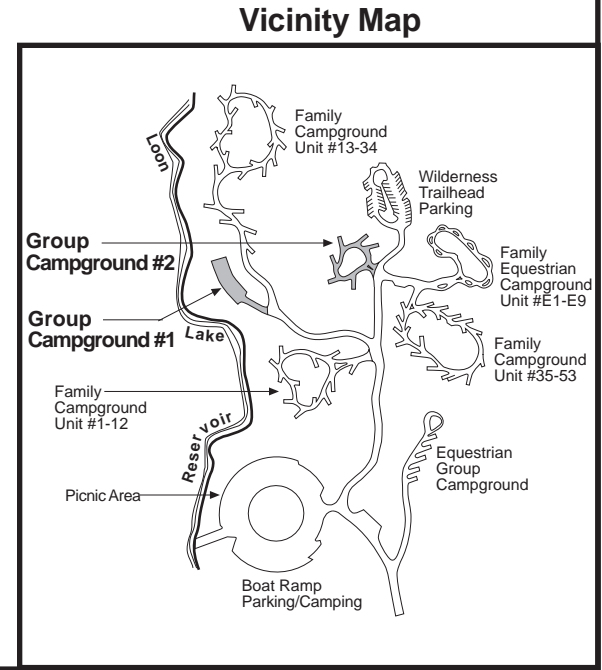 Vicinity Map
Family
Campground
Unit #13-34
Loon
Wilderness
Trailhead
Parking
Group
Campground #2
Family
Equestrian
Campground
Unit #E1-E9
Group
Campground #1
Lake
Family
Campground
Unit #35-53
Family
Campground
Unit #1-12
Reservoir
Equestrian
Group
Campground
Picnic Area
Boat Ramp
Parking/Camping